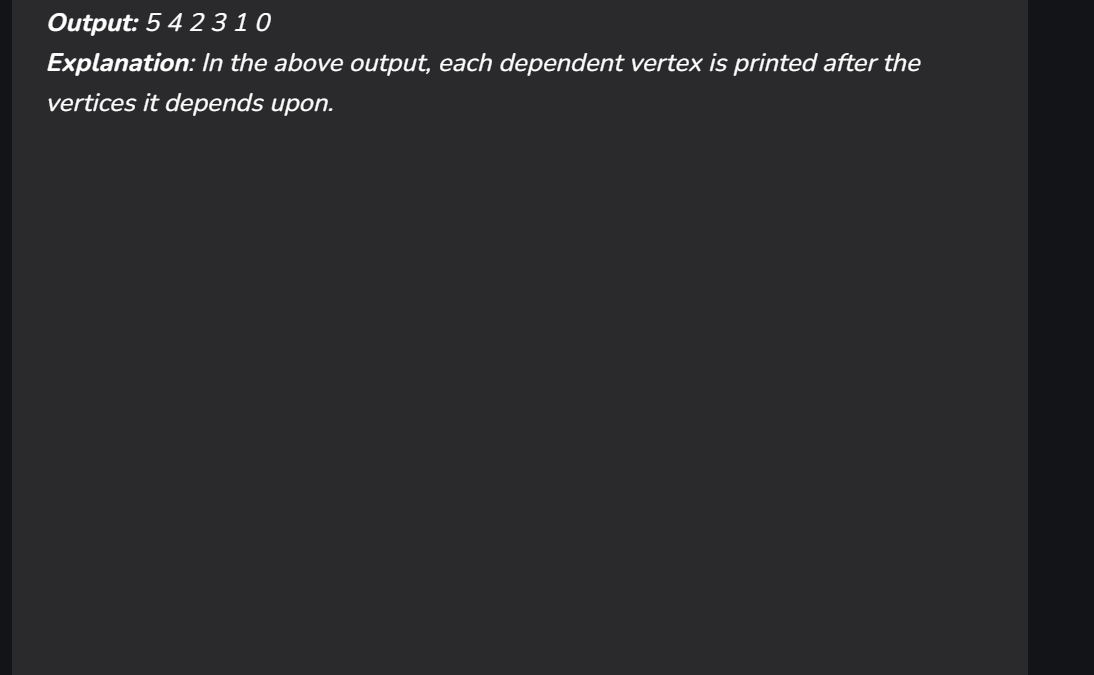 Output: 5 4 2 3 1 0
Explanation: In the above output, each dependent vertex is printed after the
vertices it depends upon.